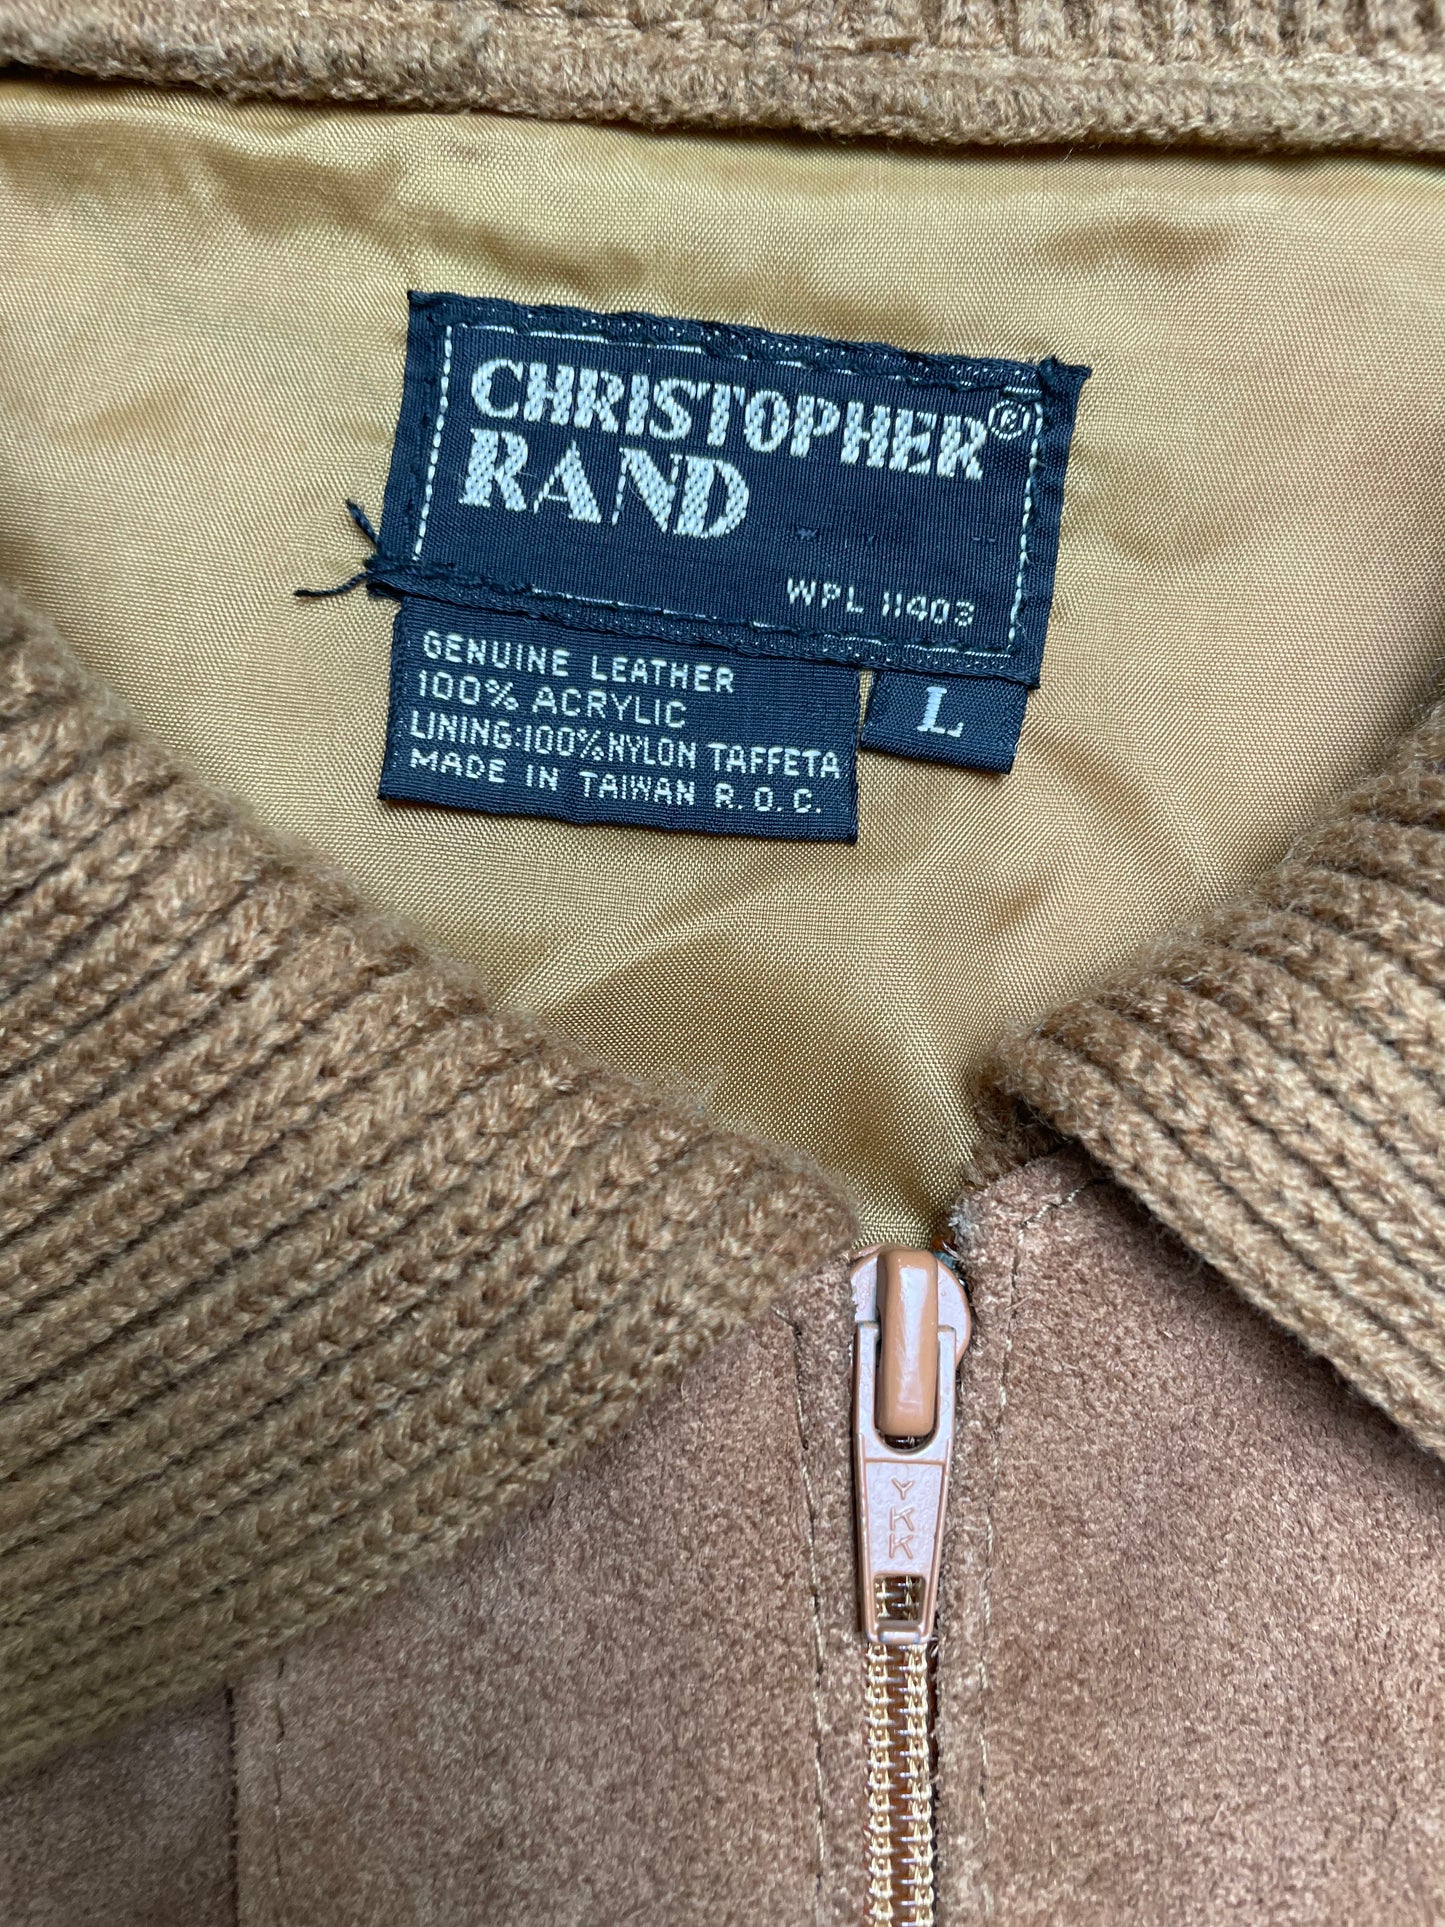 CHRISTOPHER®
RAND
WPL 11403
GENUINE LEATHER
100% ACRYLIC
LINING:100%NYLON TAFFETA
MADE IN TAIWAN R.O.C.
L
YKK